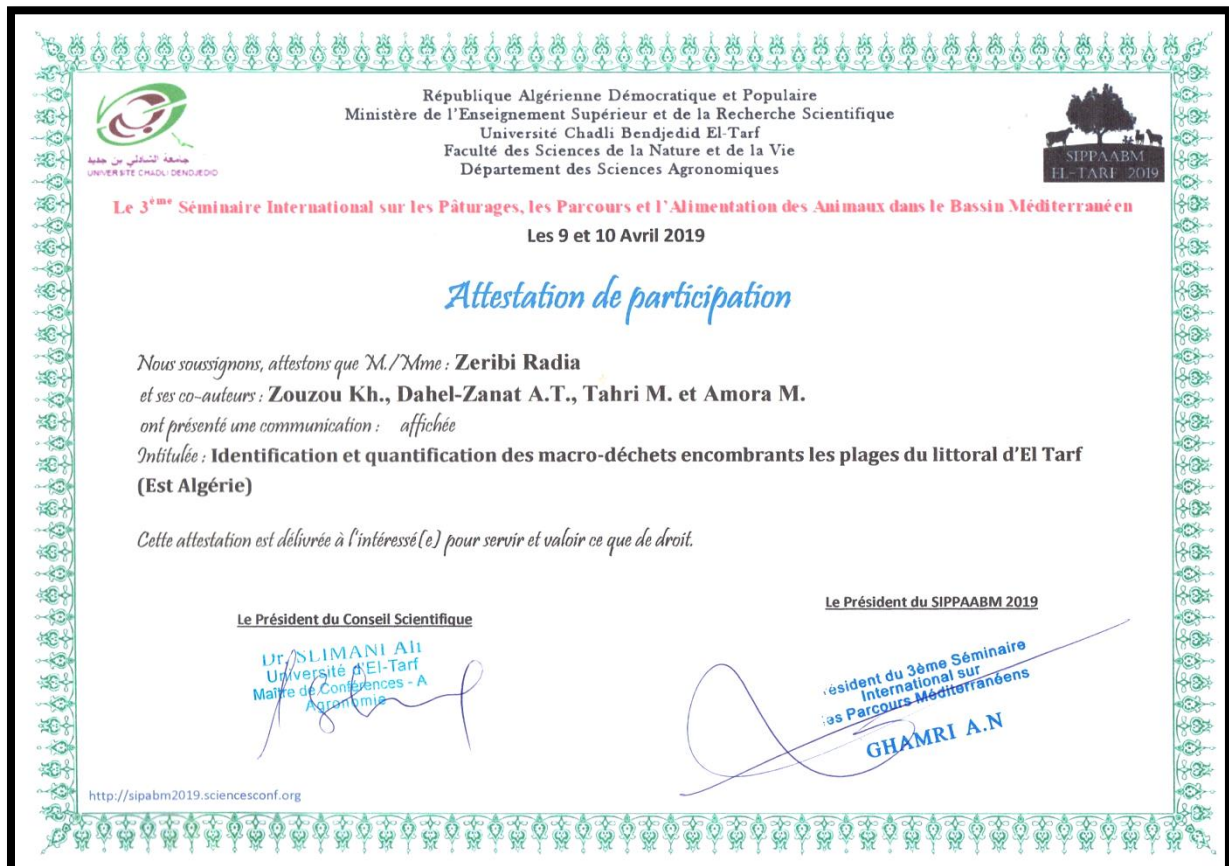 République Algérienne Démocratique et Populaire
Ministère de l'Enseignement Supérieur et de la Recherche Scientifique
Université Chadli Bendjedid El-Tarf
Faculté des Sciences de la Nature et de la Vie
Département des Sciences Agronomiques
جامعة الشاذلي بن جديد
UNIVERSITE CHADLI BENDJEDID
SIPPAABM
EL-TARF 2019
Le 3ème Séminaire International sur les Pâturages, les Parcours et l'Alimentation des Animaux dans le Bassin Méditerranéen
Les 9 et 10 Avril 2019
Attestation de participation
Nous soussignons, attestons que M./Mme : Zeribi Radia
et ses co-auteurs : Zouzou Kh., Dahel-Zanat A.T., Tahri M. et Amora M.
ont présenté une communication : affichée
Intitulée : Identification et quantification des macro-déchets encombrants les plages du littoral d'El Tarf
(Est Algérie)
Cette attestation est délivrée à l'intéressé(e) pour servir et valoir ce que de droit.
Le Président du Conseil Scientifique
Dr. SLIMANI Ali
Université d'El-Tarf
Maître de Conférences - A
Agronomie
Le Président du SIPPAABM 2019
ésident du 3ème Séminaire
International sur
es Parcours Méditerranéens
GHAMRI A.N
http://sipabm2019.sciencesconf.org